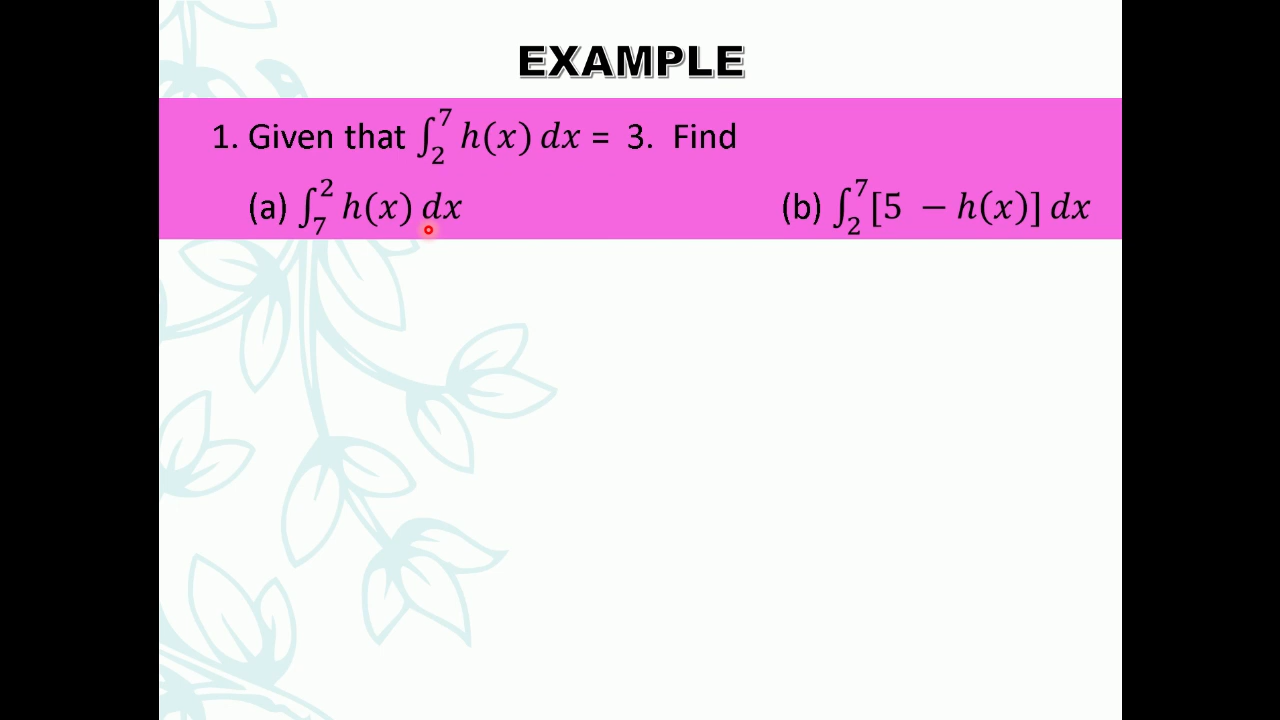 EXAMPLE
1. Given that ∫₂⁷ h(x) dx = 3. Find
(a) ∫₇² h(x) dx (b) ∫₂⁷ [5 − h(x)] dx